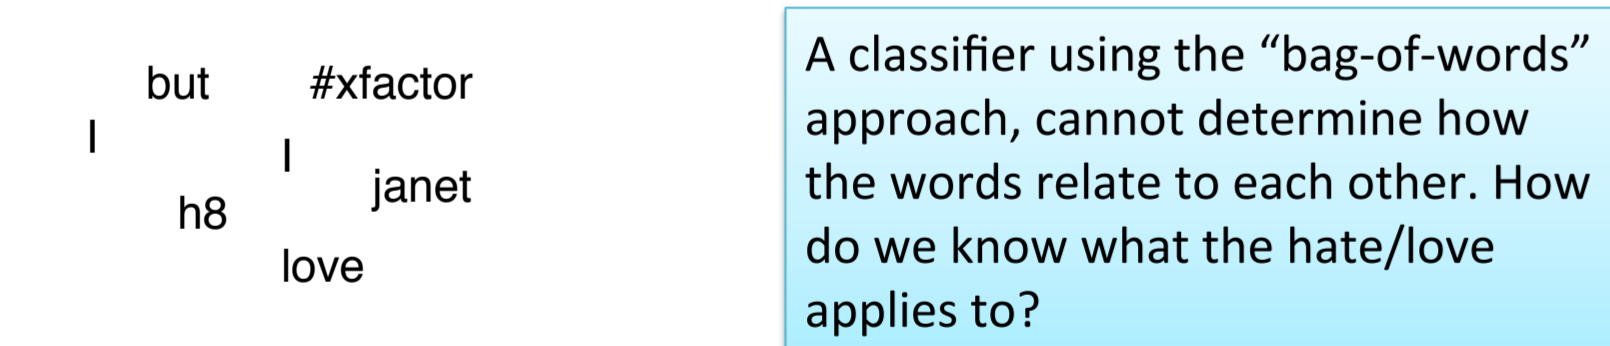 but #xfactor
I
I
janet
h8
love
A classifier using the “bag-of-words”
approach, cannot determine how
the words relate to each other. How
do we know what the hate/love
applies to?